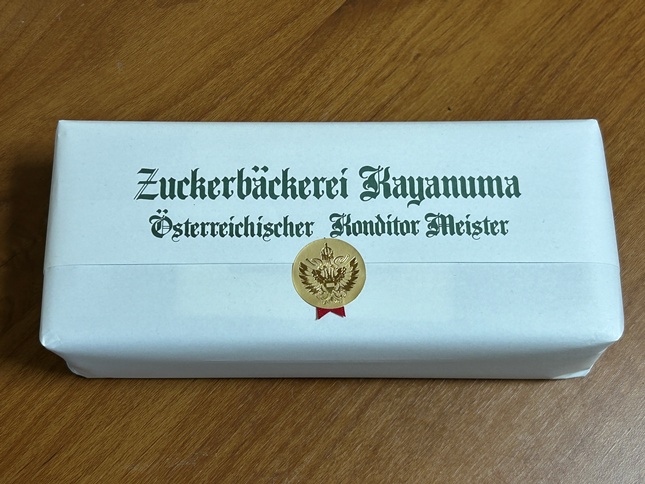 Zuckerbäckerei Kayanuma
Österreichischer Konditor Meister